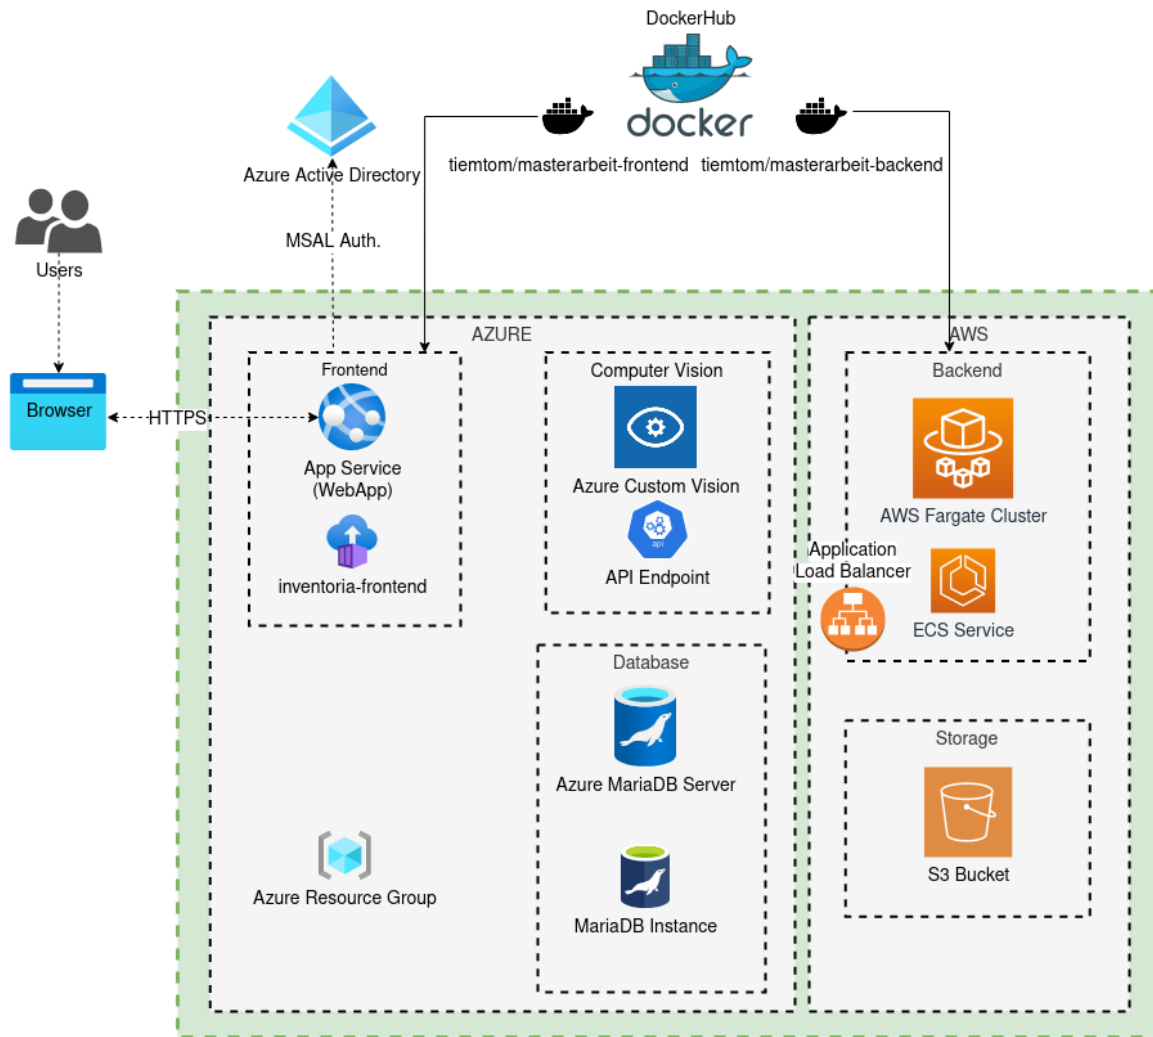 DockerHub
docker
tiemtom/masterarbeit-frontend
tiemtom/masterarbeit-backend
Azure Active Directory
MSAL Auth.
Users
Browser
HTTPS
AZURE
Frontend
App Service
(WebApp)
inventoria-frontend
Computer Vision
Azure Custom Vision
api
API Endpoint
Database
Azure MariaDB Server
MariaDB Instance
Azure Resource Group
AWS
Backend
AWS Fargate Cluster
Application
Load Balancer
ECS Service
Storage
S3 Bucket